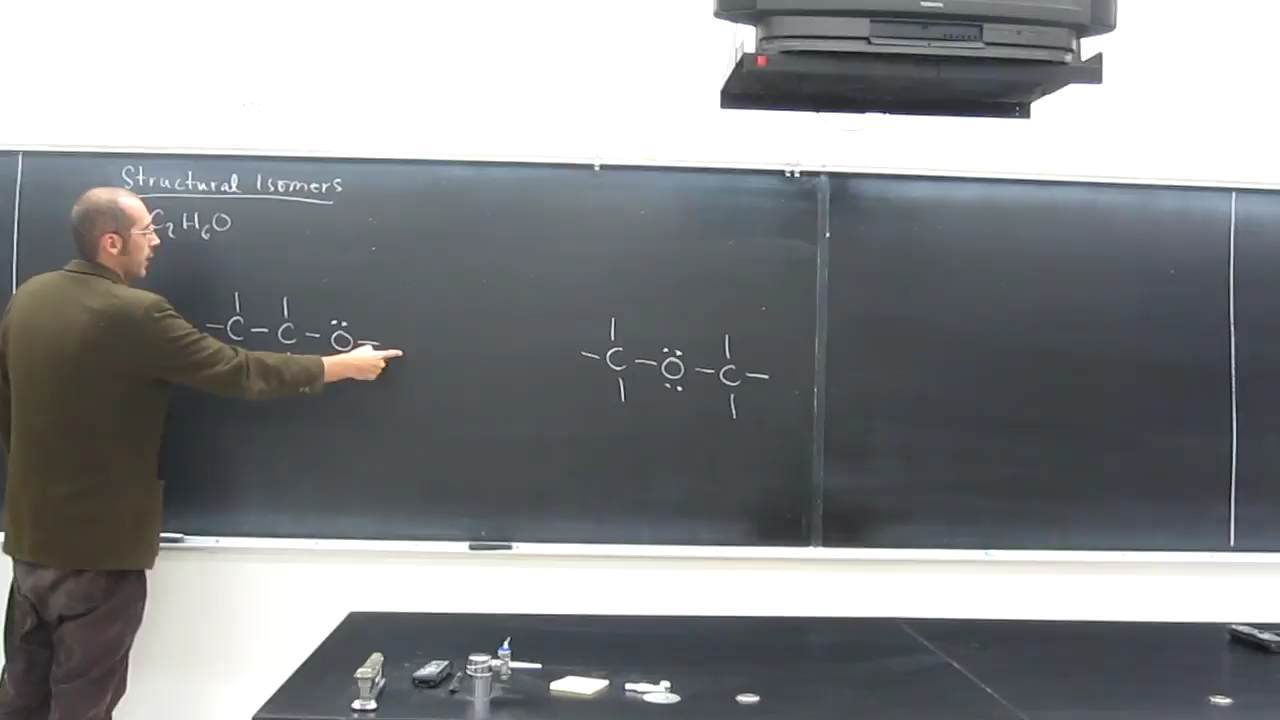 Structural Isomers
C₂H₆O
– C – C – O –
– C – O – C –